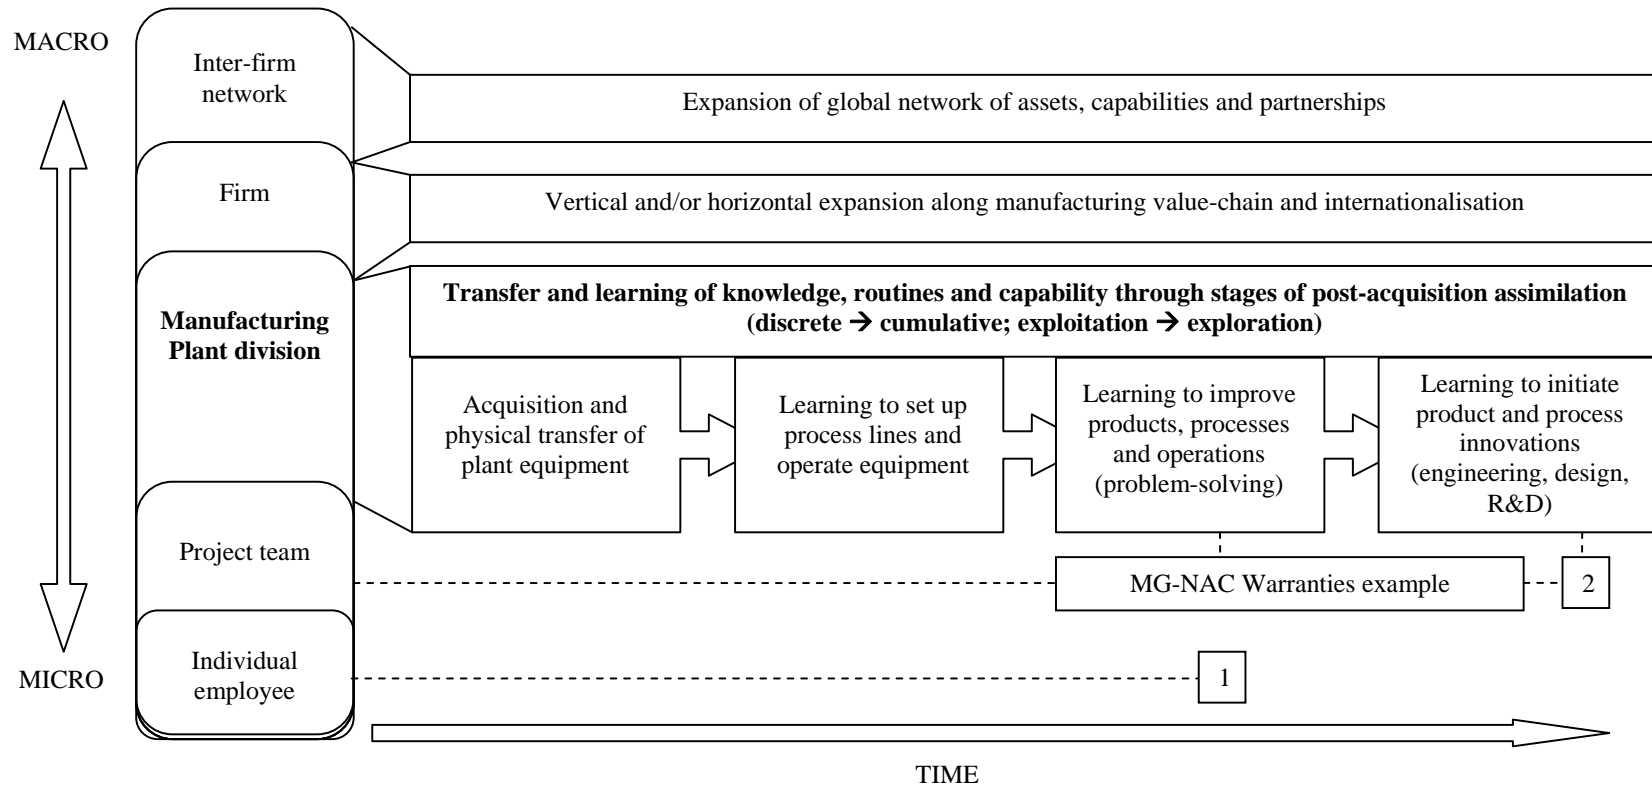 MACRO
Inter-firm
network
Expansion of global network of assets, capabilities and partnerships
Firm
Vertical and/or horizontal expansion along manufacturing value-chain and internationalisation
Manufacturing
Plant division
Transfer and learning of knowledge, routines and capability through stages of post-acquisition assimilation
(discrete → cumulative; exploitation → exploration)
Acquisition and
physical transfer of
plant equipment
Learning to set up
process lines and
operate equipment
Learning to improve
products, processes
and operations
(problem-solving)
Learning to initiate
product and process
innovations
(engineering, design,
R&D)
Project team
MG-NAC Warranties example
2
Individual
employee
1
MICRO
TIME